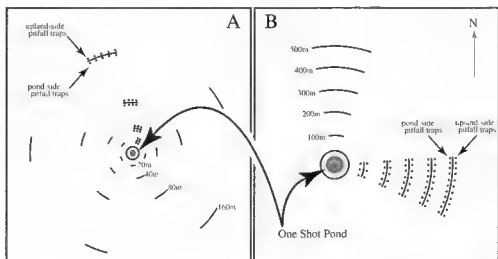 A
upland-side
pitfall traps
pond side
pitfall traps
20m
40m
80m
160m
B
N
500m
400m
300m
200m
100m
pond side
pitfall traps
upland-side
pitfall traps
One Shot Pond